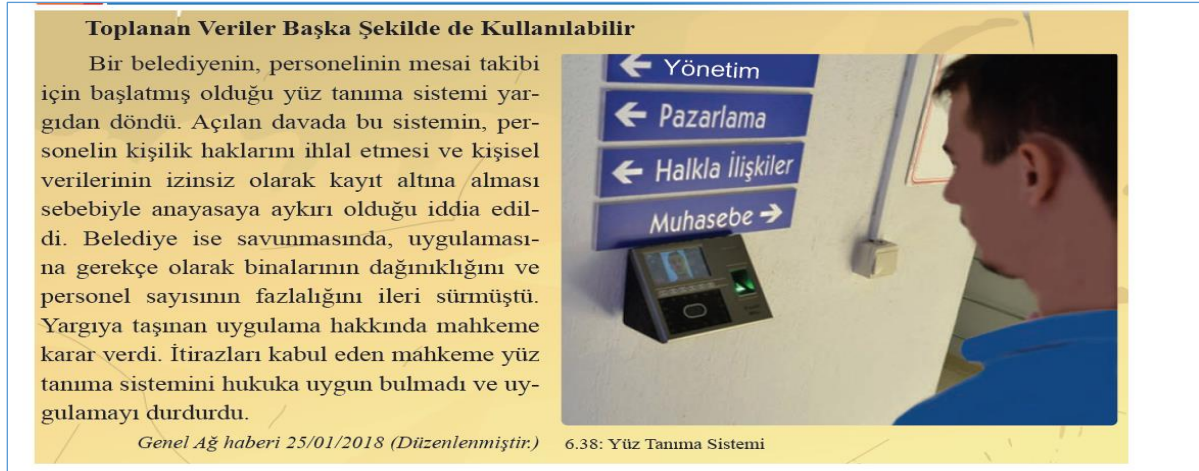 Toplanan Veriler Başka Şekilde de Kullanılabilir
Bir belediyenin, personelinin mesai takibi
için başlatmış olduğu yüz tanıma sistemi yar-
gıdan döndü. Açılan davada bu sistemin, per-
sonelin kişilik haklarını ihlal etmesi ve kişisel
verilerinin izinsiz olarak kayıt altına alması
sebebiyle anayasaya aykırı olduğu iddia edil-
di. Belediye ise savunmasında, uygulaması-
na gerekçe olarak binalarının dağınıklığını ve
personel sayısının fazlalığını ileri sürmüştü.
Yargıya taşınan uygulama hakkında mahkeme
karar verdi. İtirazları kabul eden mahkeme yüz
tanıma sistemini hukuka uygun bulmadı ve uy-
gulamayı durdurdu.
Genel Ağ haberi 25/01/2018 (Düzenlenmiştir.)
← Yönetim
← Pazarlama
← Halkla İlişkiler
Muhasebe →
6.38: Yüz Tanıma Sistemi